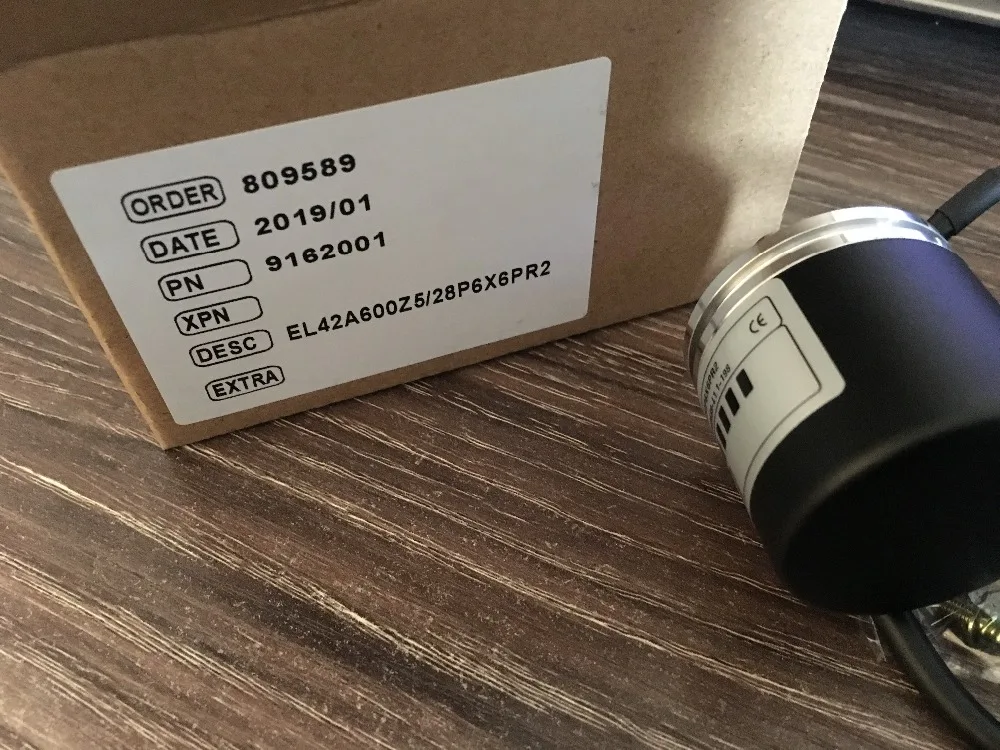 ORDER 809589
DATE 2019/01
PN 9162001
XPN
DESC EL42A600Z5/28P6X6PR2
EXTRA
CE